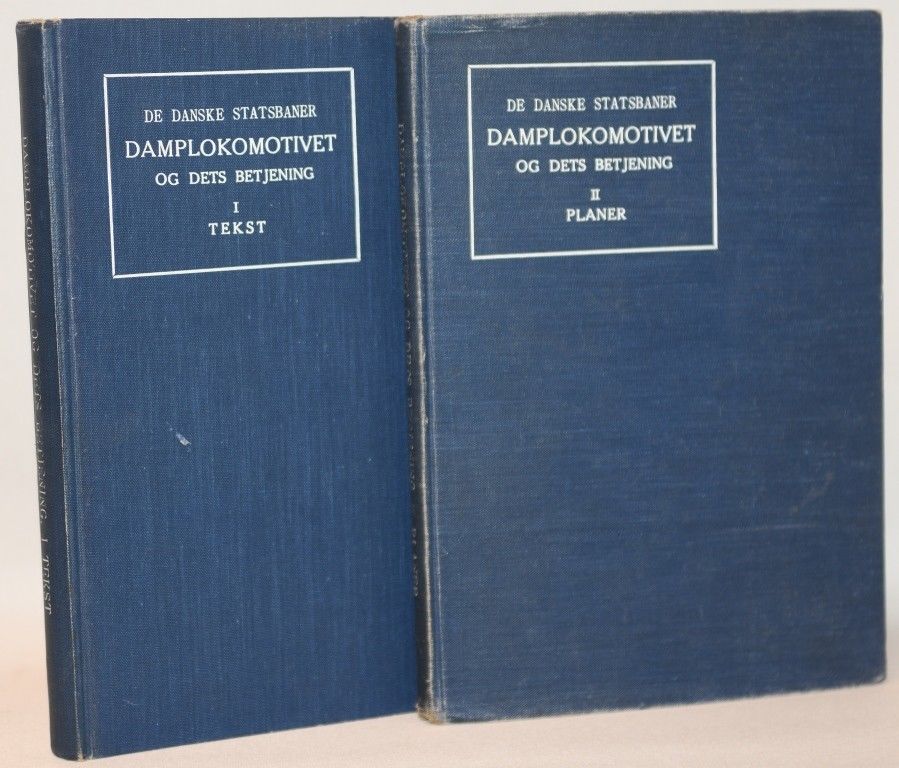 DE DANSKE STATSBANER
DAMPLOKOMOTIVET
OG DETS BETJENING
I
TEKST
DE DANSKE STATSBANER
DAMPLOKOMOTIVET
OG DETS BETJENING
II
PLANER
DAMPLOKOMOTIVET OG DETS BETJENING I TEKST
PLANER